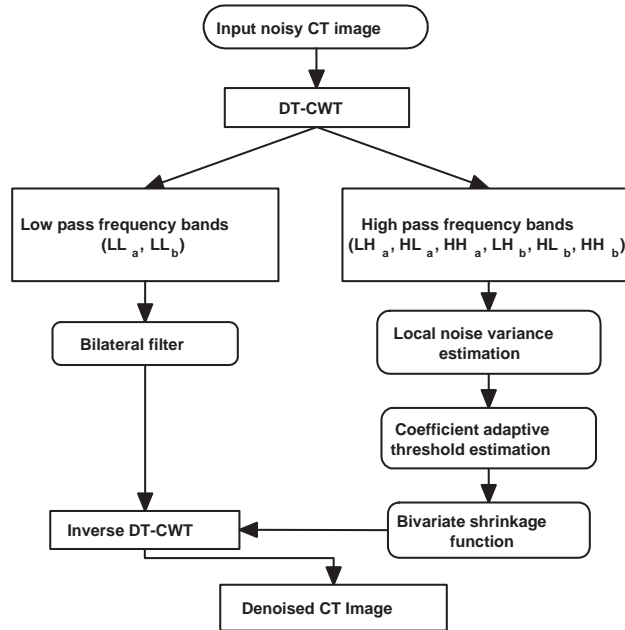 Input noisy CT image
DT-CWT
Low pass frequency bands
(LL a, LL b)
High pass frequency bands
(LH a, HL a, HH a, LH b, HL b, HH b)
Bilateral filter
Local noise variance
estimation
Coefficient adaptive
threshold estimation
Bivariate shrinkage
function
Inverse DT-CWT
Denoised CT Image